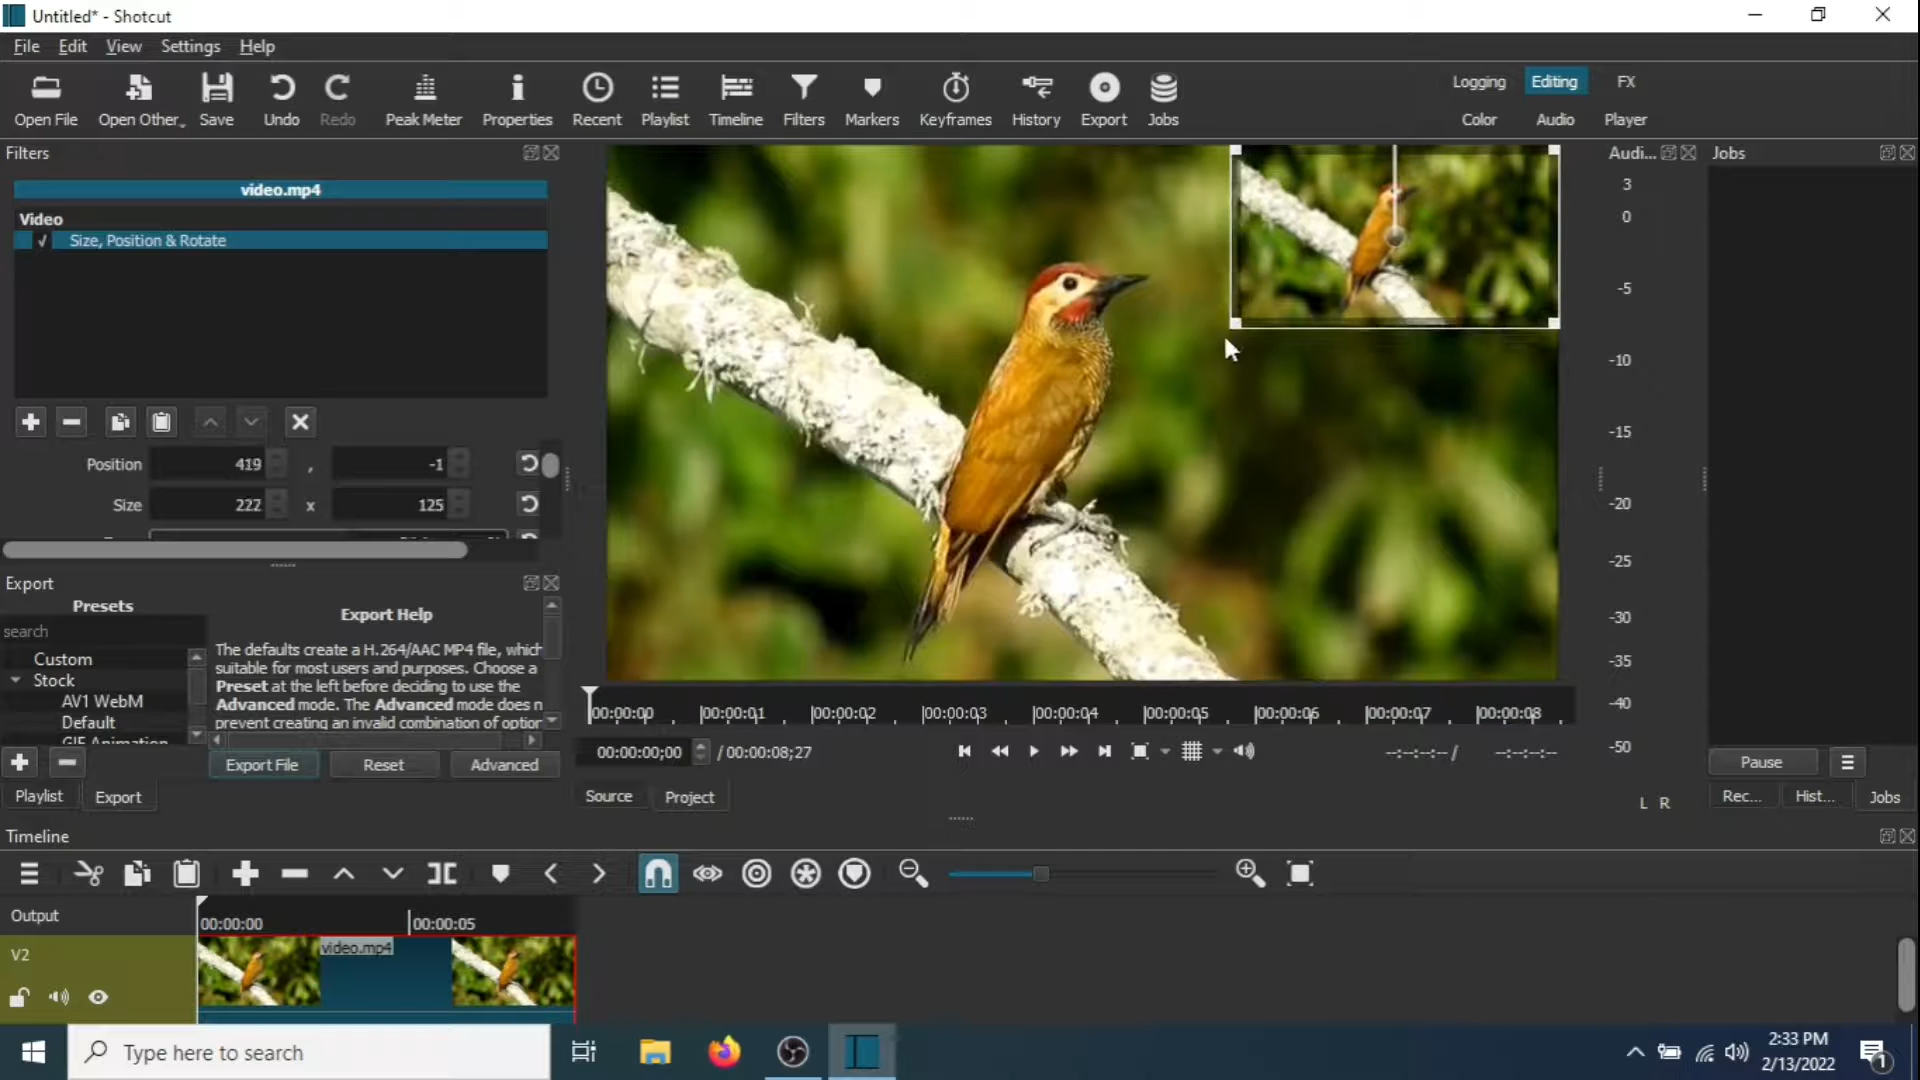 Untitled* - Shotcut
File Edit View Settings Help
Open File Open Other... Save Undo Redo Peak Meter Properties Recent Playlist Timeline Filters Markers Keyframes History Export Jobs
Logging Editing FX
Color Audio Player
Filters
video.mp4
Video
✓ Size, Position & Rotate
Position 419 , -1
Size 222 x 125
Export
Presets
search
Custom
Stock
AV1 WebM
Default
GIF Animation
Export Help
The defaults create a H.264/AAC MP4 file, which
suitable for most users and purposes. Choose a
Preset at the left before deciding to use the
Advanced mode. The Advanced mode does n
prevent creating an invalid combination of option
Export File Reset Advanced
Playlist Export
00:00:00 00:00:01 00:00:02 00:00:03 00:00:04 00:00:05 00:00:06 00:00:07 00:00:08
00:00:00;00 / 00:00:08;27
--:--:--:-- / --:--:--:--
Source Project
Audi...
3
0
-5
-10
-15
-20
-25
-30
-35
-40
-50
L R
Jobs
Pause
Rec... Hist... Jobs
Timeline
Output
00:00:00 00:00:05
V2
video.mp4
Type here to search
2:33 PM
2/13/2022
1